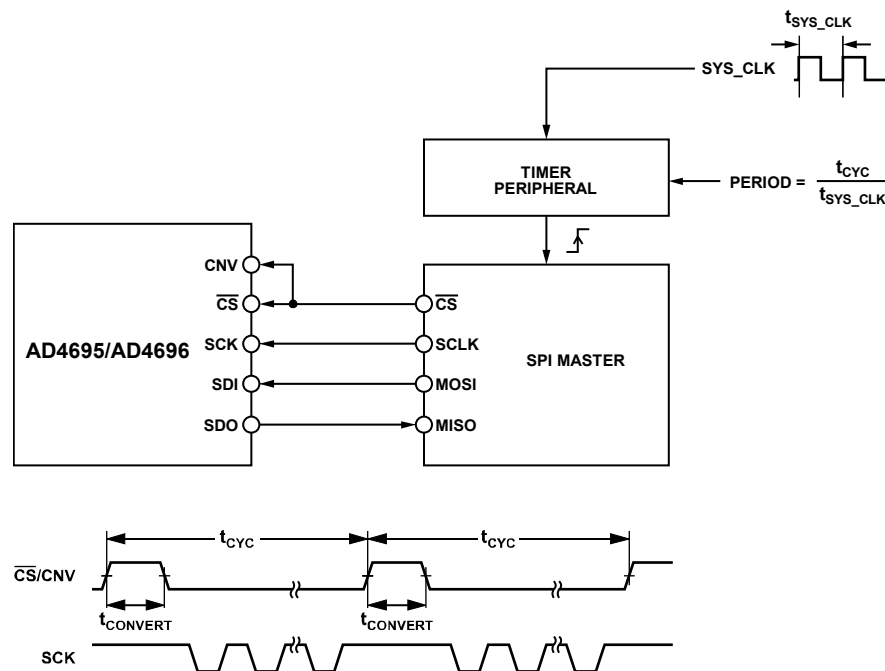 tSYS_CLK
SYS_CLK
TIMER
PERIPHERAL
PERIOD = tCYC / tSYS_CLK
AD4695/AD4696
CNV
CS
SCK
SDI
SDO
CS
SCLK
MOSI
MISO
SPI MASTER
tCYC
tCYC
CS/CNV
tCONVERT
tCONVERT
SCK